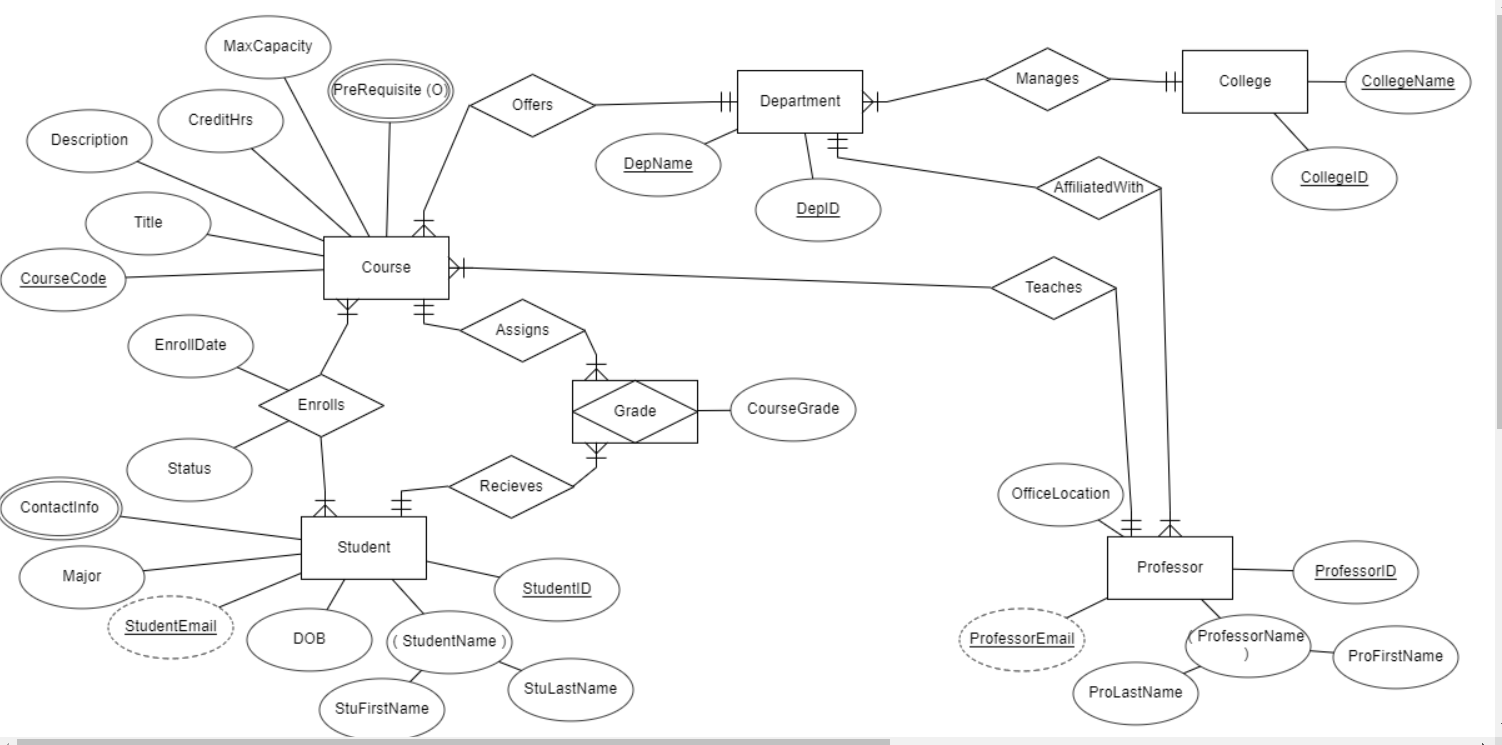 MaxCapacity
PreRequisite (O)
CreditHrs
Description
Title
CourseCode
Course
Offers
Department
DepName
DepID
Manages
College
CollegeName
CollegeID
AffiliatedWith
Teaches
Assigns
EnrollDate
Enrolls
Status
Grade
CourseGrade
Recieves
ContactInfo
Major
StudentEmail
Student
DOB
( StudentName )
StuFirstName
StuLastName
StudentID
OfficeLocation
Professor
ProfessorID
ProfessorEmail
( ProfessorName
)
ProLastName
ProFirstName